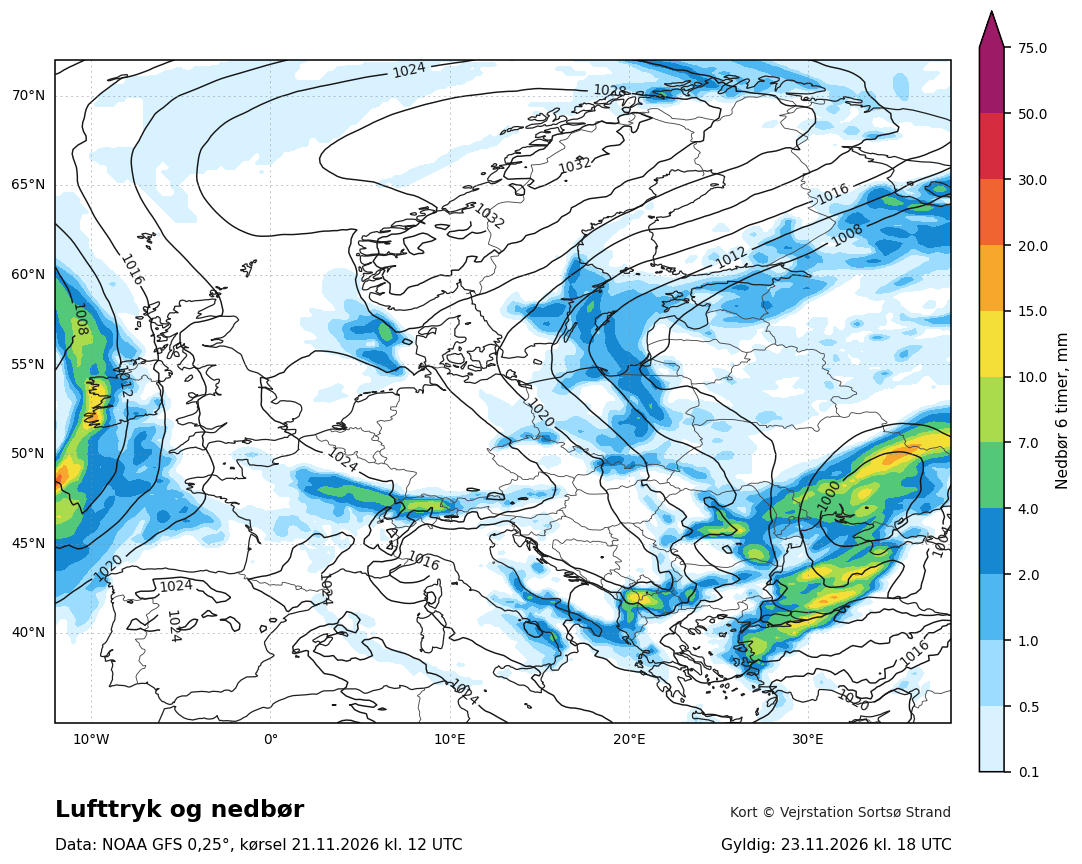 75.0
50.0
30.0
20.0
15.0
10.0
7.0
4.0
2.0
1.0
0.5
0.1
Nedbør 6 timer, mm
70°N
65°N
60°N
55°N
50°N
45°N
40°N
10°W
0°
10°E
20°E
30°E
1024
1028
1032
1032
1016
1016
1008
1012
1008
1012
1020
1024
1000
1004
1020
1024
1024
1024
1016
1024
1016
1020
Lufttryk og nedbør
Kort © Vejrstation Sortsø Strand
Data: NOAA GFS 0,25°, kørsel 21.11.2026 kl. 12 UTC
Gyldig: 23.11.2026 kl. 18 UTC